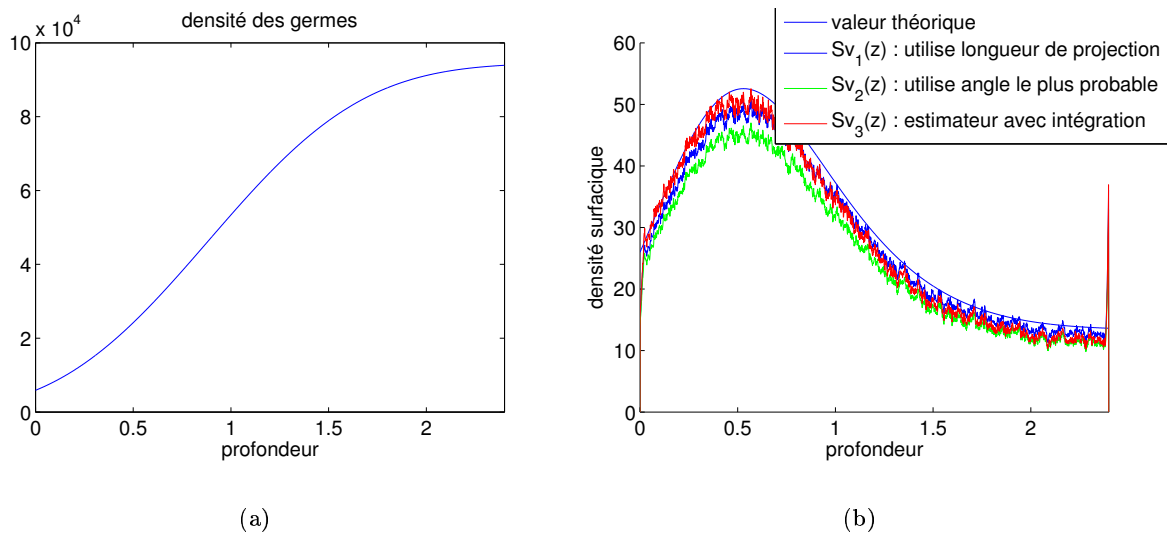 x 10⁴
densité des germes
10
8
6
4
2
0
0
0.5
1
1.5
2
profondeur
(a)
valeur théorique
Sv₁(z) : utilise longueur de projection
Sv₂(z) : utilise angle le plus probable
Sv₃(z) : estimateur avec intégration
densité surfacique
60
50
40
30
20
10
0
0
0.5
1
1.5
2
profondeur
(b)